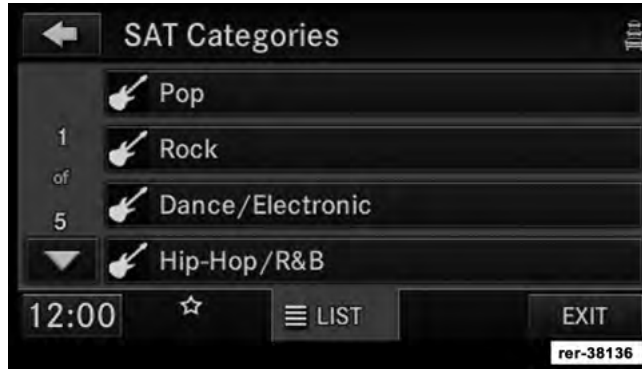 SAT Categories
Pop
1
Rock
of
Dance/Electronic
5
Hip-Hop/R&B
12:00
LIST
EXIT
rer-38136